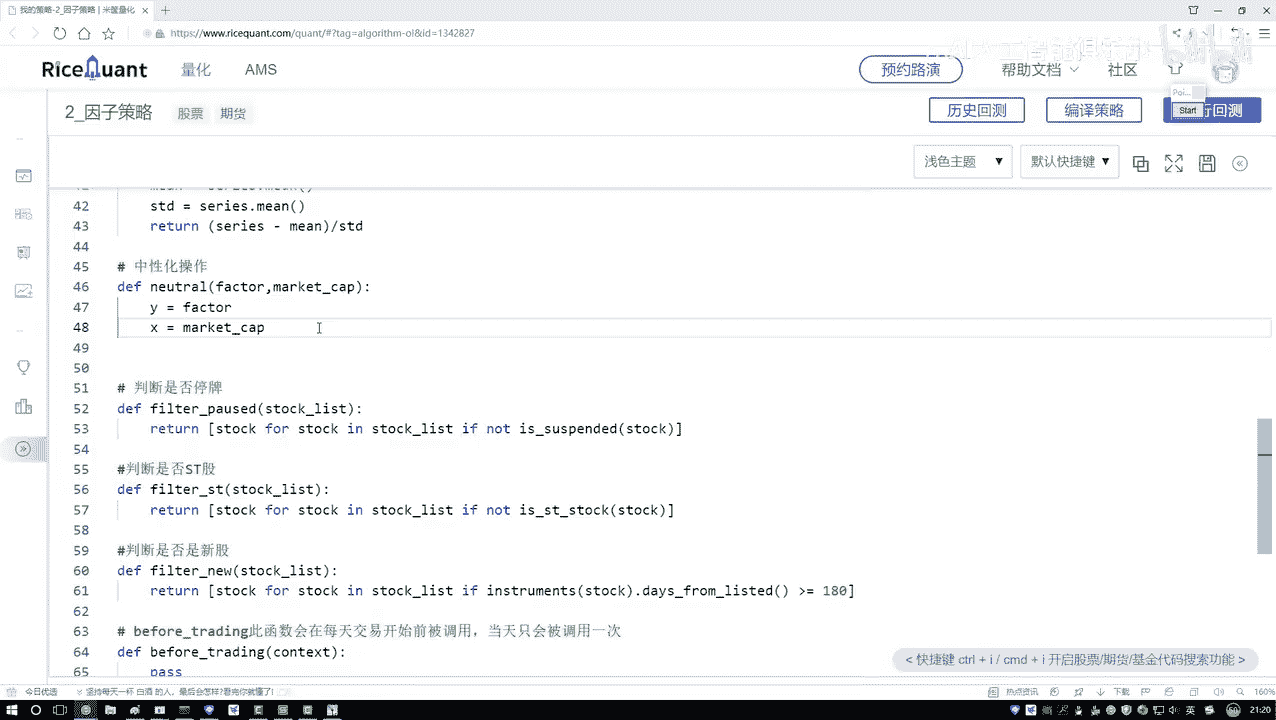 我的策略-2_因子策略 | 米筐量化
https://www.ricequant.com/quant/#?tag=algorithm-ol&id=1342827
RiceQuant 量化 AMS 预约路演 帮助文档 社区
Poi...
Start
2_因子策略 股票 期货 历史回测 编译策略 行回测
浅色主题 ▼ 默认快捷键 ▼
42 std = series.mean()
43 return (series - mean)/std
44
45 # 中性化操作
46 def neutral(factor,market_cap):
47 y = factor
48 x = market_cap
49
50
51 # 判断是否停牌
52 def filter_paused(stock_list):
53 return [stock for stock in stock_list if not is_suspended(stock)]
54
55 #判断是否ST股
56 def filter_st(stock_list):
57 return [stock for stock in stock_list if not is_st_stock(stock)]
58
59 #判断是否是新股
60 def filter_new(stock_list):
61 return [stock for stock in stock_list if instruments(stock).days_from_listed() >= 180]
62
63 # before_trading此函数会在每天交易开始前被调用，当天只会被调用一次
64 def before_trading(context):
65 pass
< 快捷键 ctrl + i / cmd + i 开启股票/期货/基金代码搜索功能 >
今日优选 坚持每天一杯 白酒 的人，最后会怎样?看完你就懂了! 热点资讯 下载 160%
英 21:20